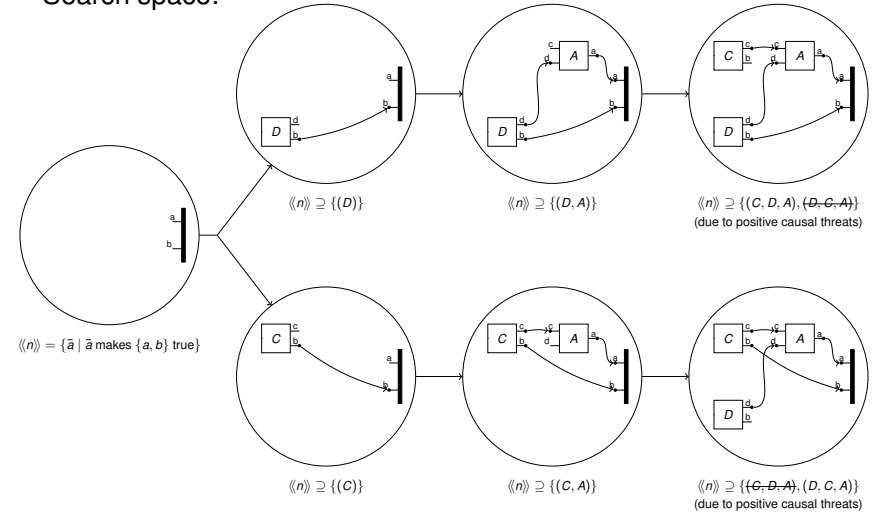 Search space:
a
b
⟪n⟫ = {ā | ā makes {a, b} true}
D
d
b
a
b
⟪n⟫ ⊇ {(D)}
c
d
A
a
a
D
d
b
b
⟪n⟫ ⊇ {(D, A)}
C
c
b
c
d
A
a
a
D
d
b
b
⟪n⟫ ⊇ {(C, D, A), (D, C, A)}
(due to positive causal threats)
C
c
b
a
b
⟪n⟫ ⊇ {(C)}
C
c
b
c
d
A
a
a
b
⟪n⟫ ⊇ {(C, A)}
C
c
b
c
d
A
a
a
b
D
d
b
⟪n⟫ ⊇ {(C, D, A), (D, C, A)}
(due to positive causal threats)